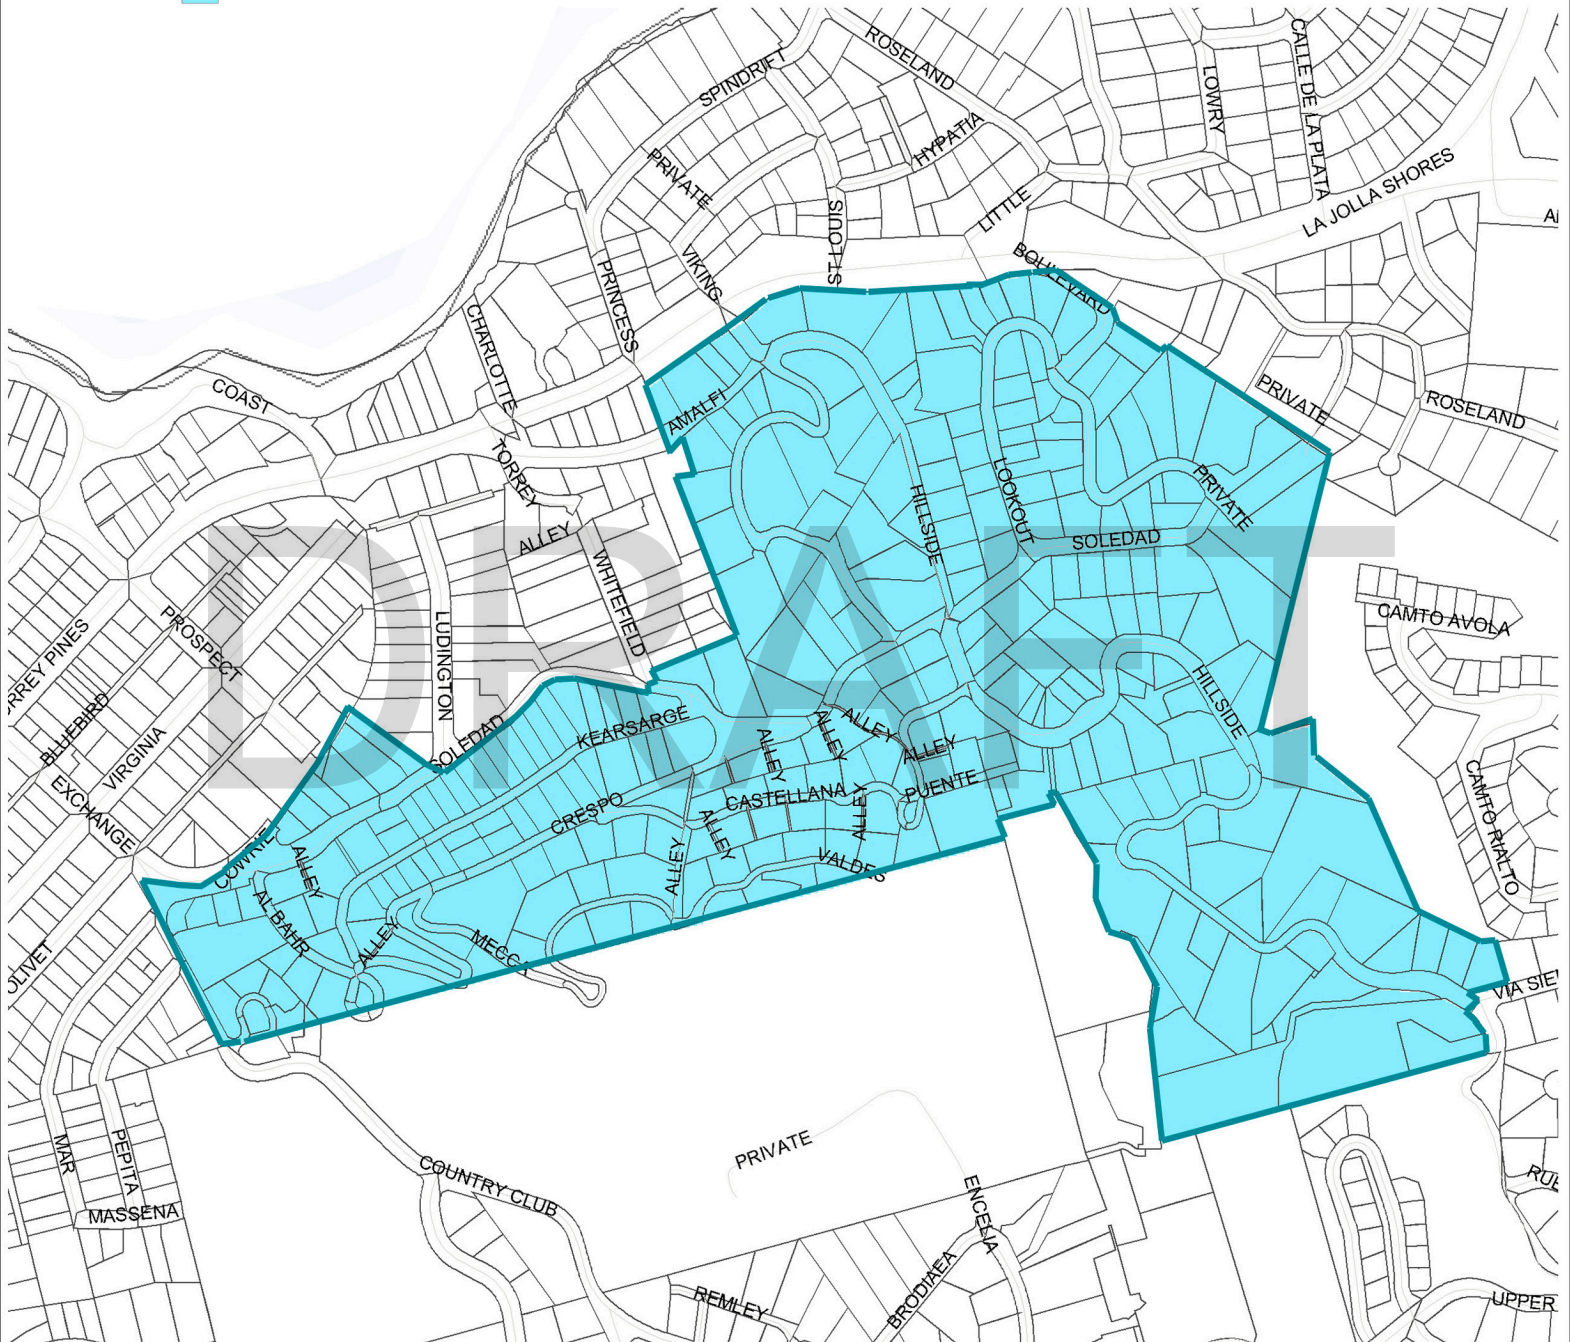 ROSELAND
CALLE DE LA PLATA
SPINDRIFT
LOWRY
HYPATIA
PRIVATE
LA JOLLA SHORES
LITTLE
ST LOUIS
VIKING
PRINCESS
BOULEVARD
CHARLOTTE
COAST
AMALFI
PRIVATE
ROSELAND
TORREY
LOOKOUT
PRIVATE
HILLSIDE
ALLEY
SOLEDAD
WHITEFIELD
DRAFT
PROSPECT
LUDINGTON
CAMTO AVOLA
RREY PINES
BLUEBIRD
VIRGINIA
SOLEDAD
KEARSARGE
ALLEY
ALLEY
ALLEY
ALLEY
HILLSIDE
EXCHANGE
CRESPO
CASTELLANA
PUENTE
ALLEY
ALLEY
CAMTO RIALTO
COWRIE
ALLEY
ALLEY
VALDES
AL BAHR
ALLEY
MECCA
OLIVET
VIA SIE
MAR
PEPITA
MASSENA
COUNTRY CLUB
PRIVATE
ENCELIA
BRODIAEA
REMLEY
UPPER